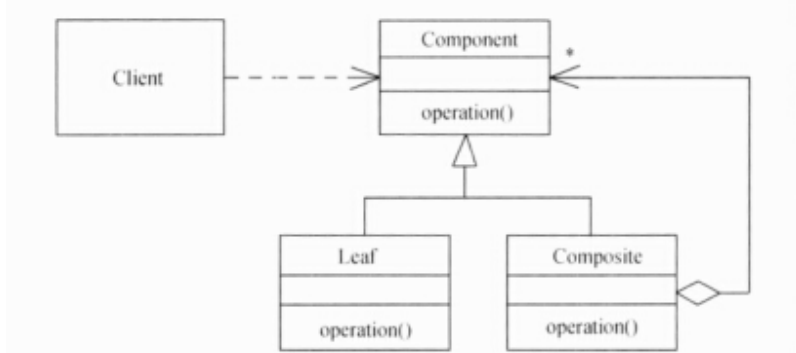 Client
Component
*
operation()
Leaf
Composite
operation()
operation()